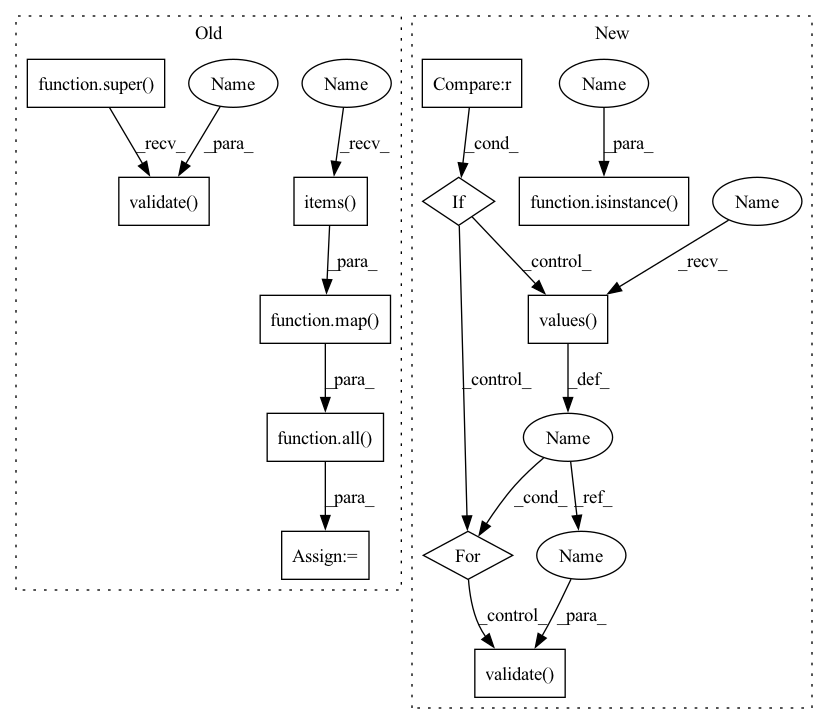 Old
New
function.super()
Name
Name
Compare:r
Name
_recv_
_para_
_recv_
_cond_
_para_
validate()
items()
If
function.isinstance()
Name
_para_
_control_
_recv_
function.map()
values()
_para_
_control_
_def_
function.all()
Name
_para_
_cond_
_ref_
Assign:=
For
Name
_control_
_para_
validate()